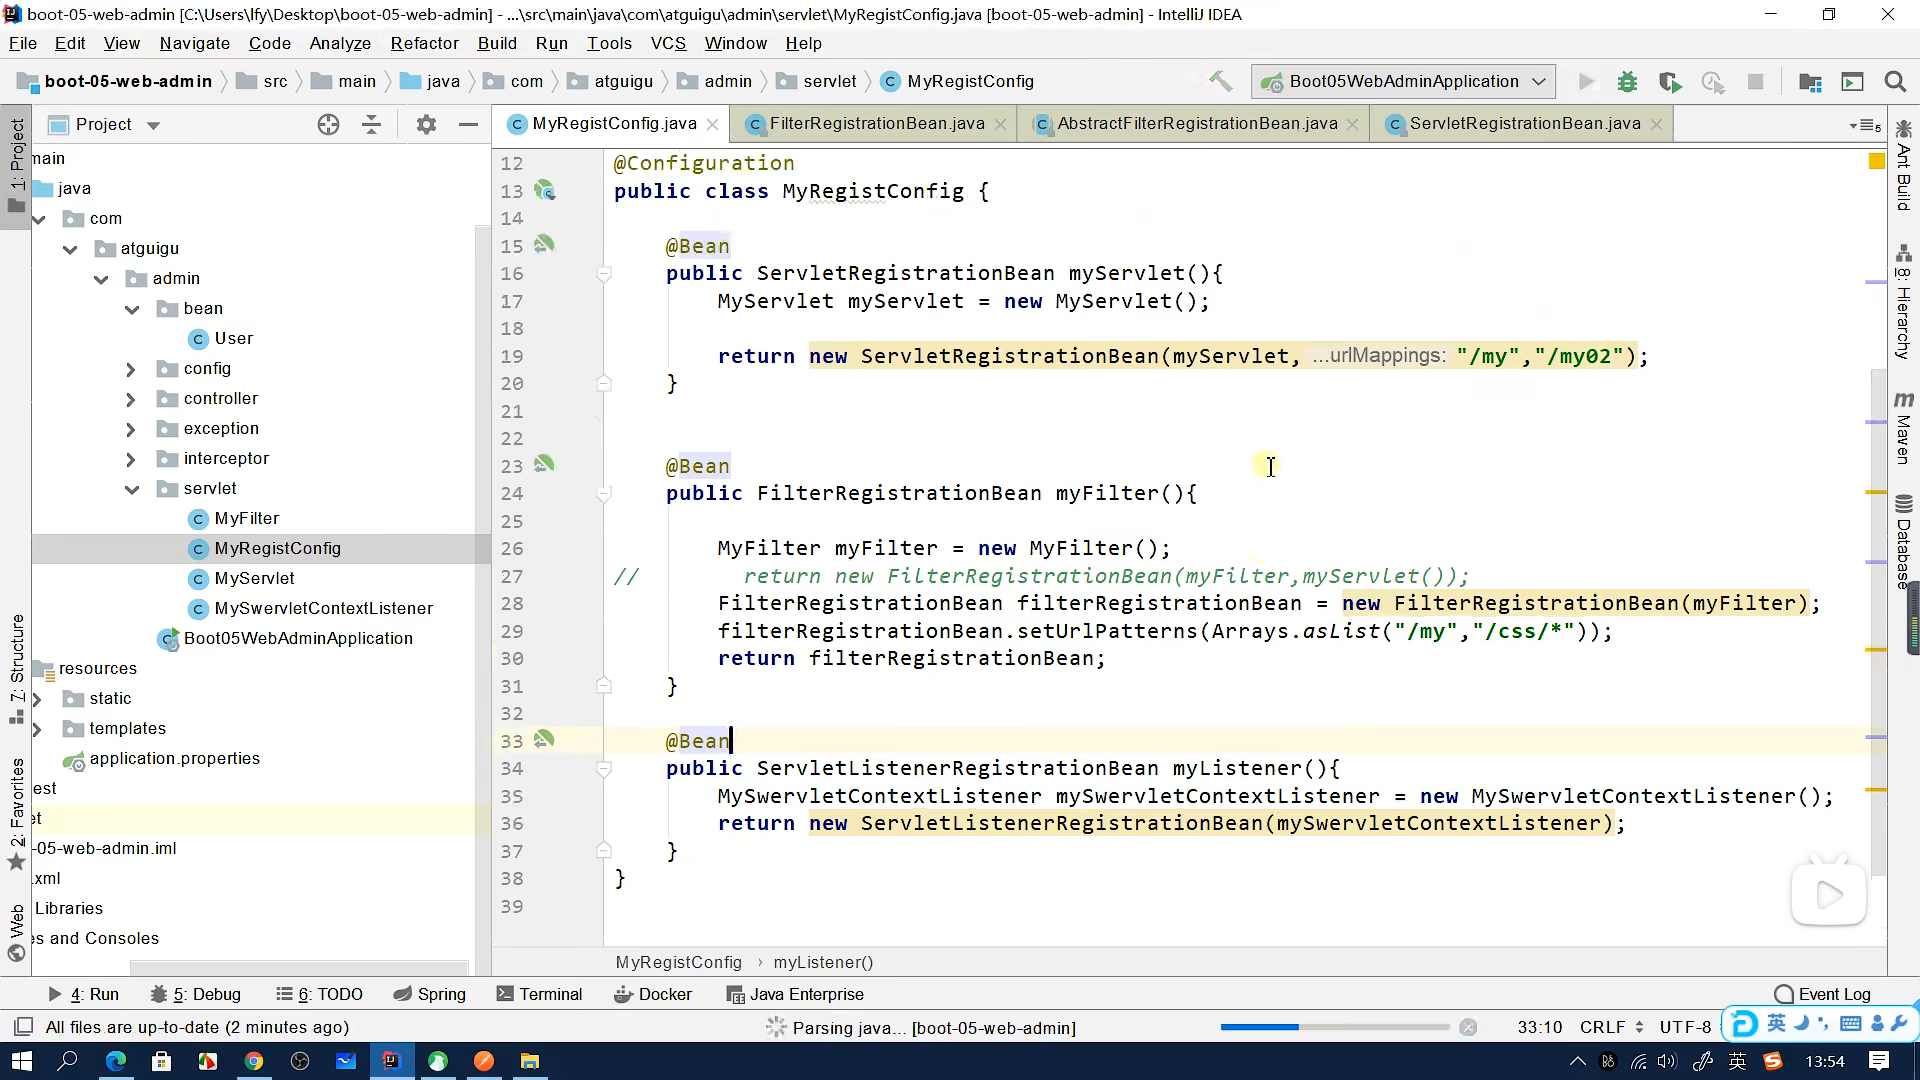 boot-05-web-admin [C:\Users\lfy\Desktop\boot-05-web-admin] - ...\src\main\java\com\atguigu\admin\servlet\MyRegistConfig.java [boot-05-web-admin] - IntelliJ IDEA
File Edit View Navigate Code Analyze Refactor Build Run Tools VCS Window Help
boot-05-web-admin src main java com atguigu admin servlet MyRegistConfig Boot05WebAdminApplication
Project MyRegistConfig.java FilterRegistrationBean.java AbstractFilterRegistrationBean.java ServletRegistrationBean.java 5
1: Project
7: Structure
2: Favorites
Web
main
java
com
atguigu
admin
bean
User
config
controller
exception
interceptor
servlet
MyFilter
MyRegistConfig
MyServlet
MySwervletContextListener
Boot05WebAdminApplication
resources
static
templates
application.properties
est
et
-05-web-admin.iml
.xml
Libraries
es and Consoles
12 @Configuration
13 public class MyRegistConfig {
14
15 @Bean
16 public ServletRegistrationBean myServlet(){
17 MyServlet myServlet = new MyServlet();
18
19 return new ServletRegistrationBean(myServlet, ...urlMappings: "/my","/my02");
20 }
21
22
23 @Bean
24 public FilterRegistrationBean myFilter(){
25
26 MyFilter myFilter = new MyFilter();
27 // return new FilterRegistrationBean(myFilter,myServlet());
28 FilterRegistrationBean filterRegistrationBean = new FilterRegistrationBean(myFilter);
29 filterRegistrationBean.setUrlPatterns(Arrays.asList("/my","/css/*"));
30 return filterRegistrationBean;
31 }
32
33 @Bean
34 public ServletListenerRegistrationBean myListener(){
35 MySwervletContextListener mySwervletContextListener = new MySwervletContextListener();
36 return new ServletListenerRegistrationBean(mySwervletContextListener);
37 }
38 }
39
MyRegistConfig › myListener()
Ant Build
8: Hierarchy
Maven
Database
4: Run 5: Debug 6: TODO Spring Terminal Docker Java Enterprise Event Log
All files are up-to-date (2 minutes ago) Parsing java... [boot-05-web-admin] 33:10 CRLF UTF-8 英
英 13:54